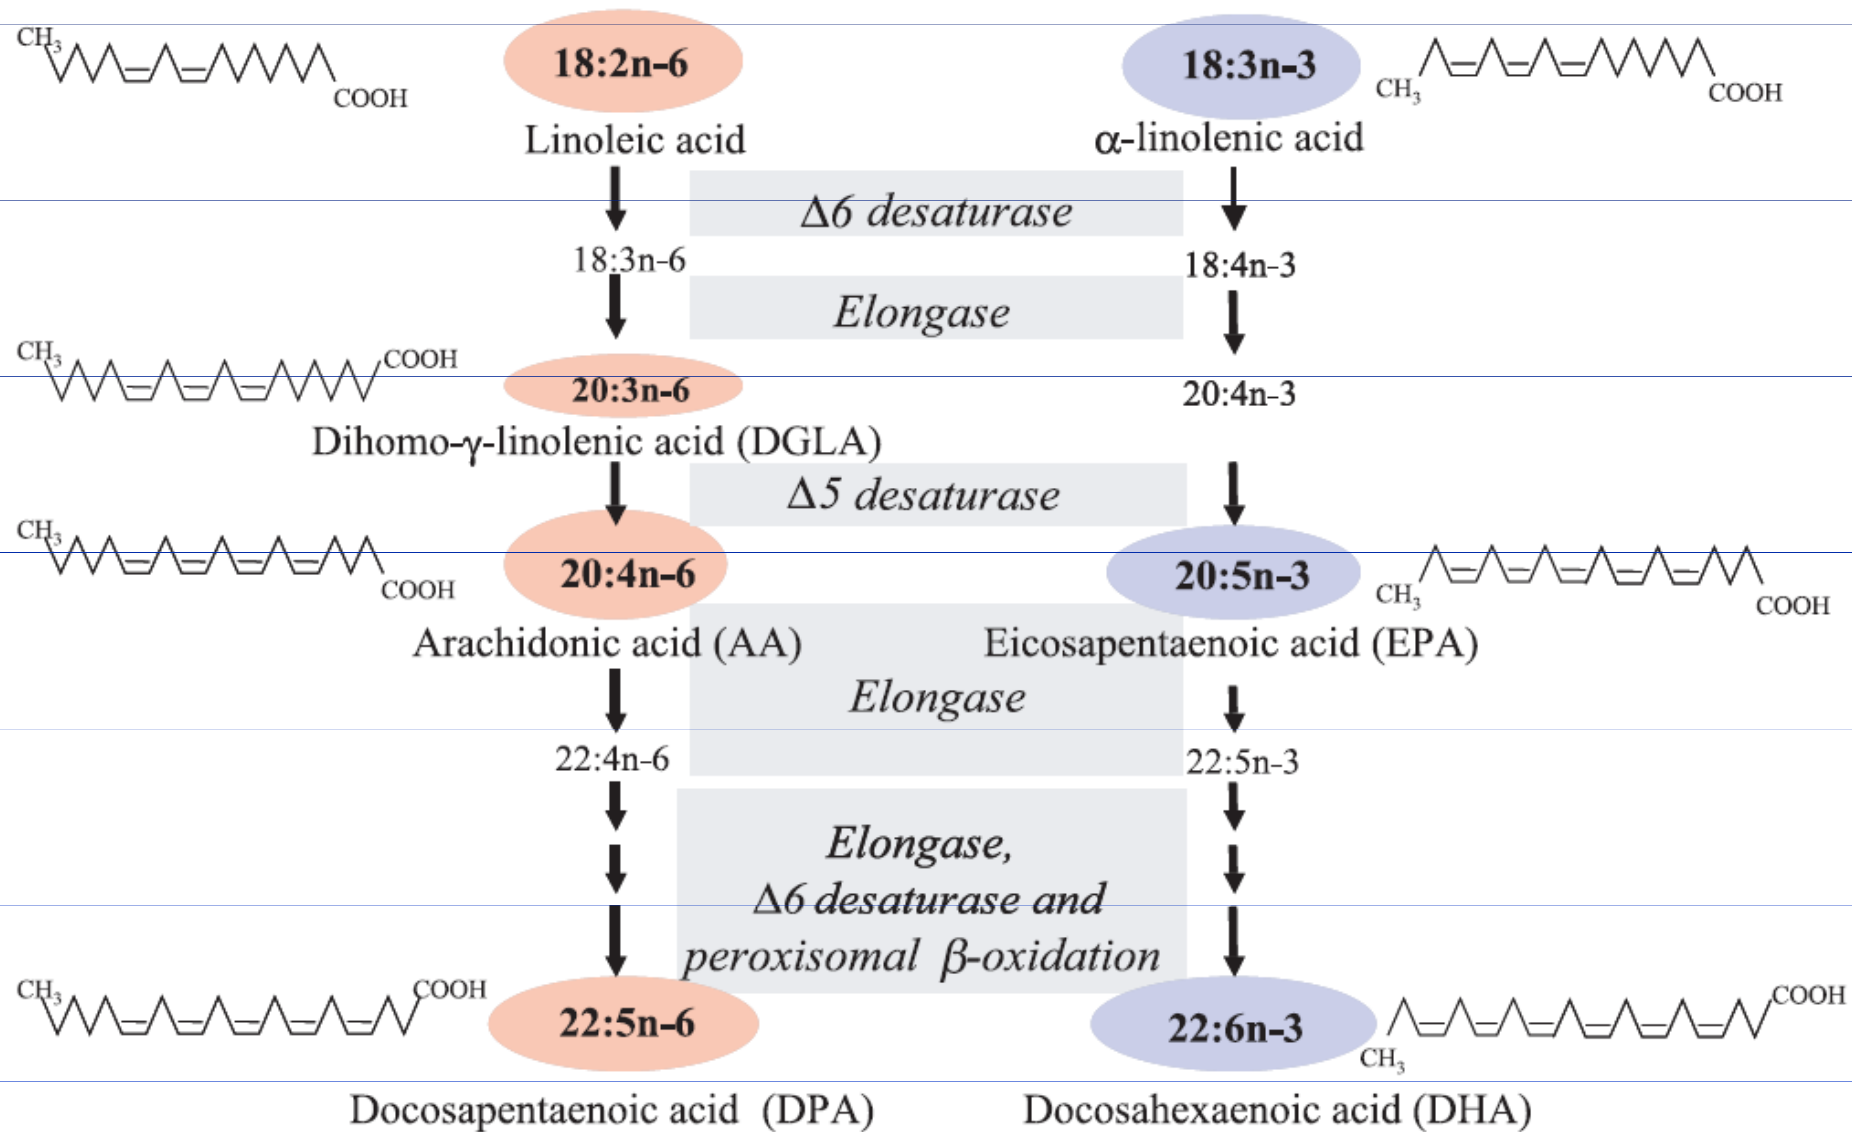 CH3
COOH
18:2n-6
Linoleic acid
18:3n-3
α-linolenic acid
CH3
COOH
Δ6 desaturase
18:3n-6
18:4n-3
Elongase
CH3
COOH
20:3n-6
Dihomo-γ-linolenic acid (DGLA)
20:4n-3
Δ5 desaturase
CH3
COOH
20:4n-6
Arachidonic acid (AA)
20:5n-3
Eicosapentaenoic acid (EPA)
CH3
COOH
Elongase
22:4n-6
22:5n-3
Elongase,
Δ6 desaturase and
peroxisomal β-oxidation
CH3
COOH
22:5n-6
Docosapentaenoic acid (DPA)
22:6n-3
Docosahexaenoic acid (DHA)
CH3
COOH